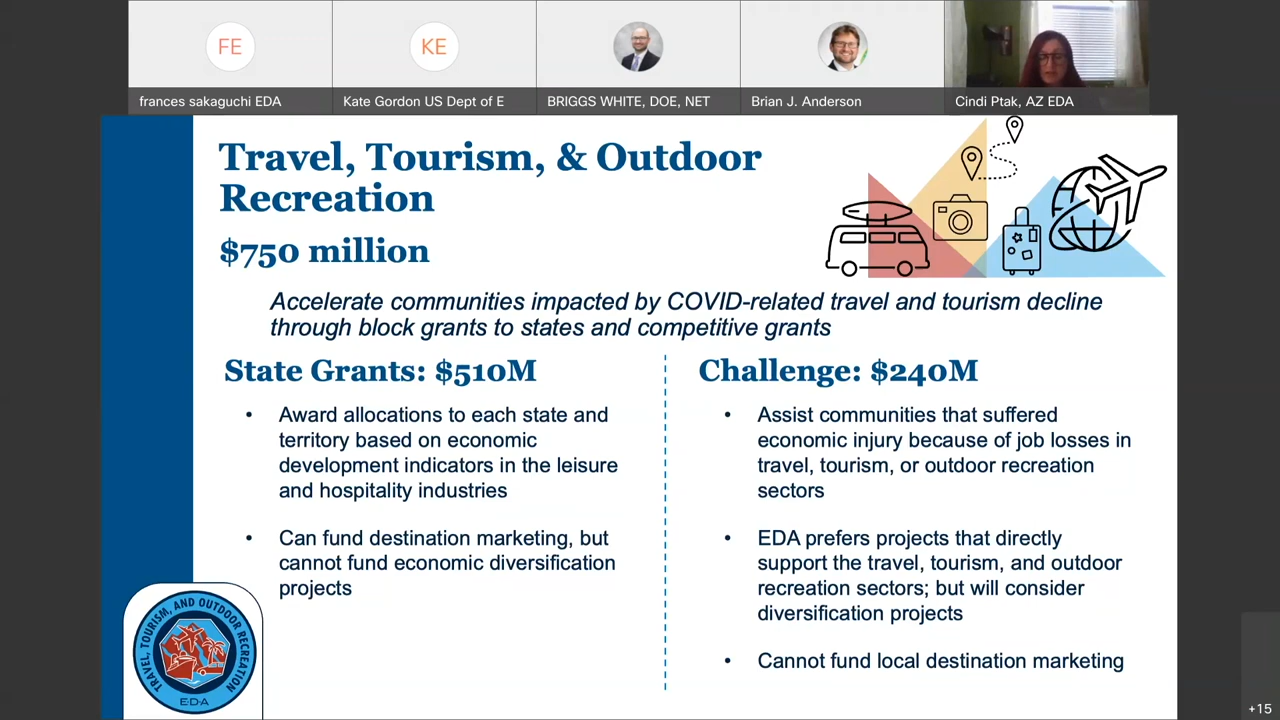 FE
KE
frances sakaguchi EDA
Kate Gordon US Dept of E
BRIGGS WHITE, DOE, NET
Brian J. Anderson
Cindi Ptak, AZ EDA
Travel, Tourism, & Outdoor
Recreation
$750 million
Accelerate communities impacted by COVID-related travel and tourism decline
through block grants to states and competitive grants
State Grants: $510M
• Award allocations to each state and
territory based on economic
development indicators in the leisure
and hospitality industries
• Can fund destination marketing, but
cannot fund economic diversification
projects
Challenge: $240M
• Assist communities that suffered
economic injury because of job losses in
travel, tourism, or outdoor recreation
sectors
• EDA prefers projects that directly
support the travel, tourism, and outdoor
recreation sectors; but will consider
diversification projects
• Cannot fund local destination marketing
TRAVEL, TOURISM, AND OUTDOOR RECREATION
EDA
+15